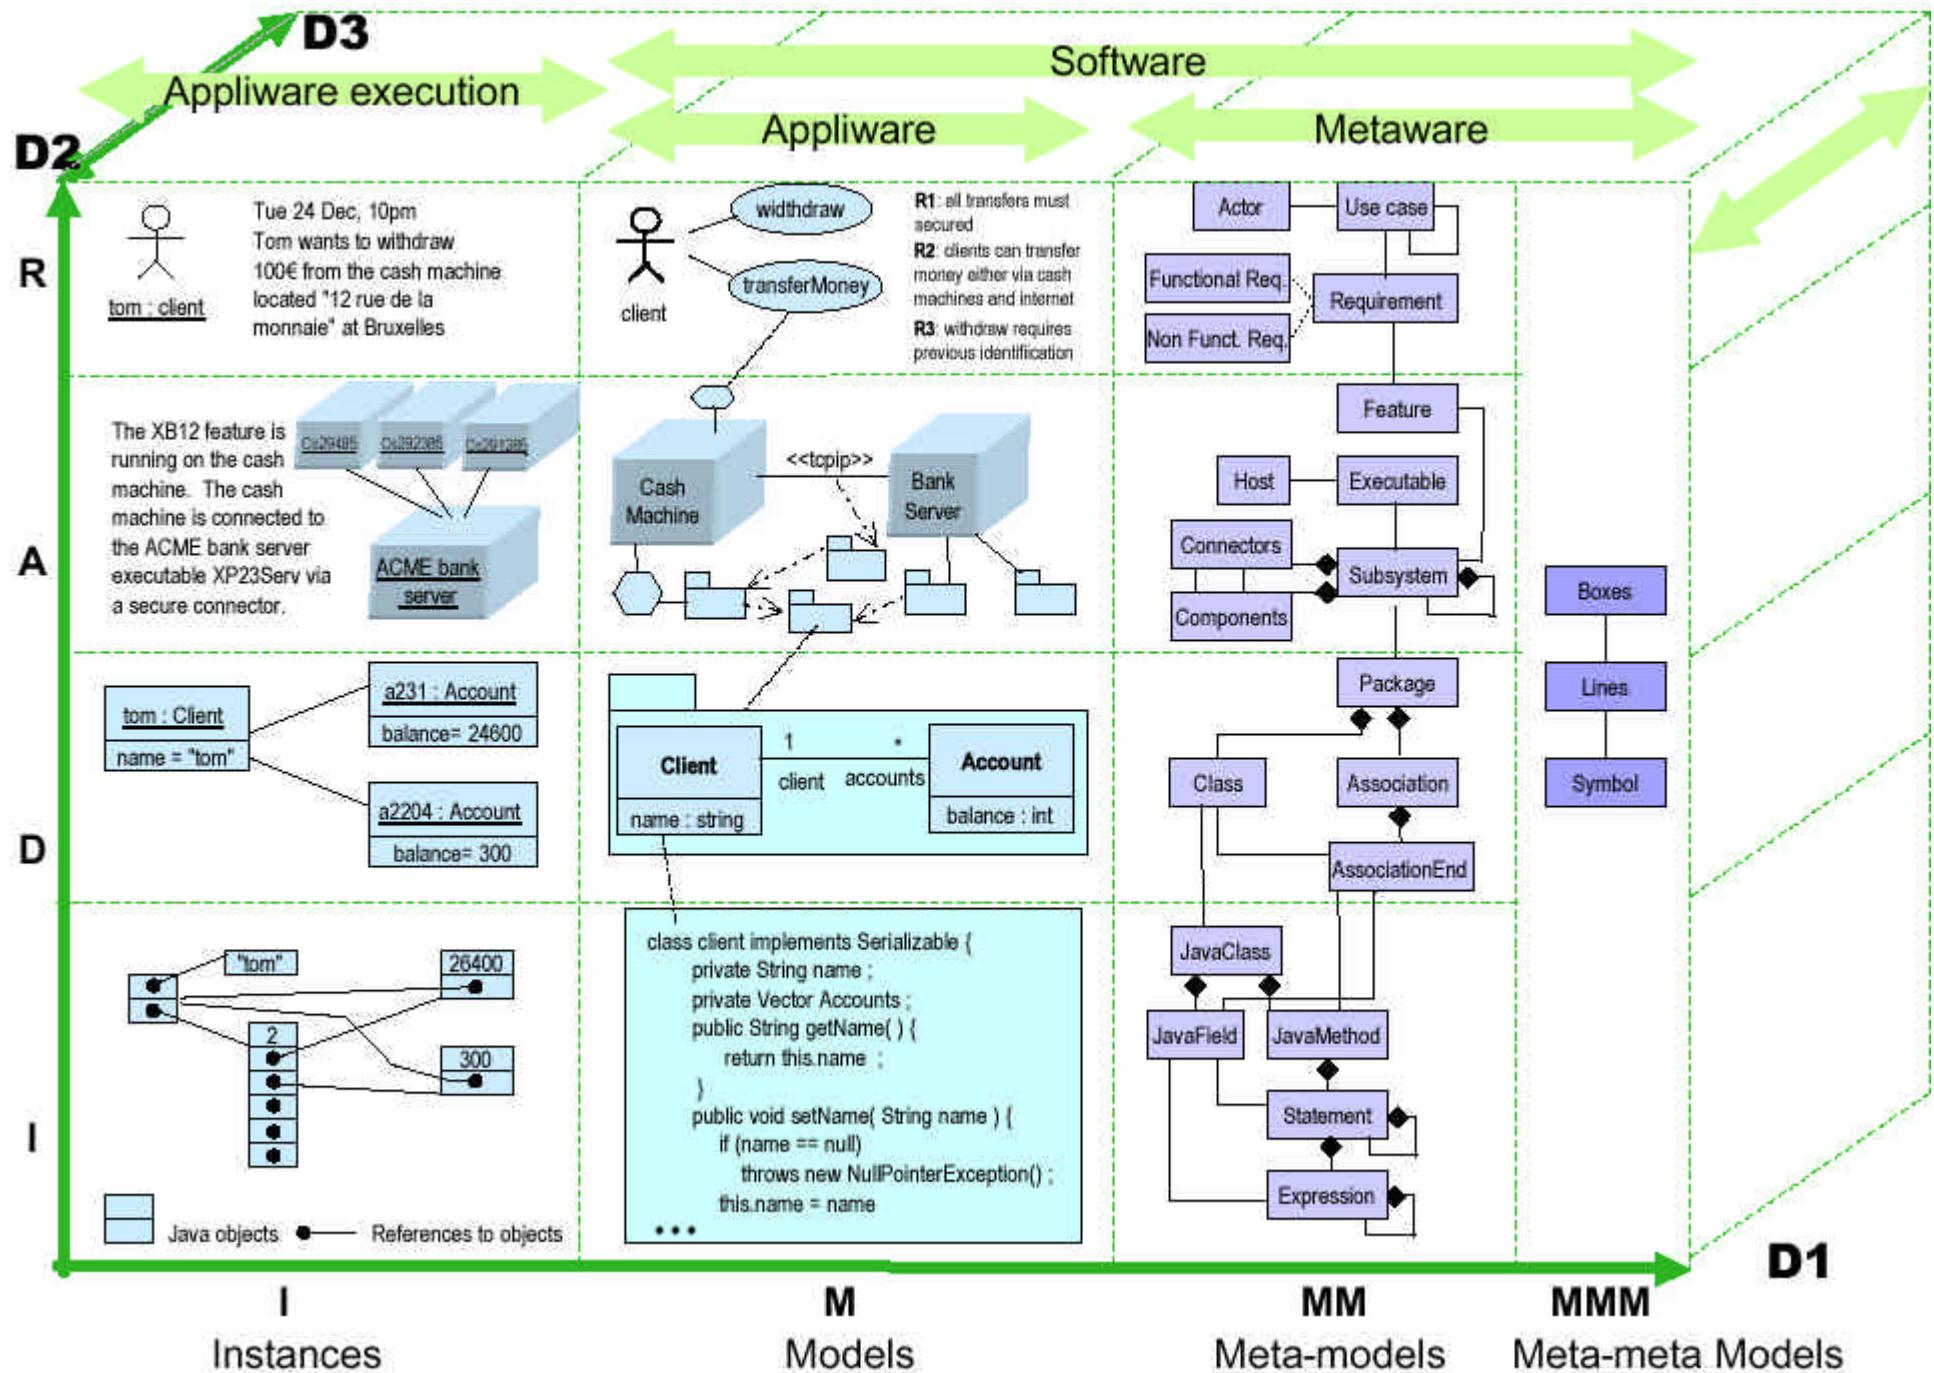 D3
Software
Appliware execution
Appliware
Metaware
D2
R
tom : client
Tue 24 Dec, 10pm
Tom wants to withdraw
100€ from the cash machine
located "12 rue de la
monnaie" at Bruxelles
client
widthdraw
transferMoney
R1: all transfers must
secured
R2: clients can transfer
money either via cash
machines and internet
R3: withdraw requires
previous identifification
Actor
Use case
Functional Req.
Requirement
Non Funct. Req.
A
The XB12 feature is
running on the cash
machine. The cash
machine is connected to
the ACME bank server
executable XP23Serv via
a secure connector.
ACME bank
server
Cash
Machine
<<tcpip>>
Bank
Server
Feature
Host
Executable
Connectors
Subsystem
Components
Boxes
Lines
Symbol
D
tom : Client
name = "tom"
a231 : Account
balance= 24600
a2204 : Account
balance= 300
Client
name : string
1
client
*
accounts
Account
balance : int
Package
Class
Association
AssociationEnd
I
"tom"
26400
2
300
Java objects
References to objects
class client implements Serializable {
private String name ;
private Vector Accounts ;
public String getName( ) {
return this.name ;
}
public void setName( String name ) {
if (name == null)
throws new NullPointerException() ;
this.name = name
• • •
JavaClass
JavaField
JavaMethod
Statement
Expression
D1
I
M
MM
MMM
Instances
Models
Meta-models
Meta-meta Models